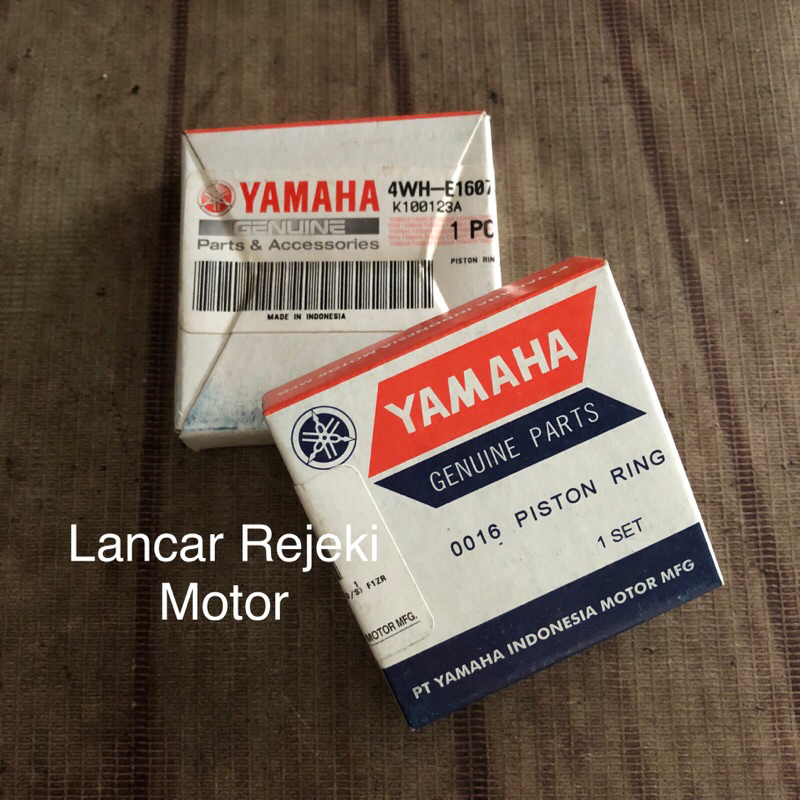 YAMAHA
GENUINE
Parts & Accessories
MADE IN INDONESIA
4WH-E1607
K100123A
1 PC
PISTON RIN
YAMAHA
GENUINE PARTS
0016 PISTON RING
1 SET
PT YAMAHA INDONESIA MOTOR MFG
1
/S) F1ZR
MOTOR MFG.
Lancar Rejeki
Motor